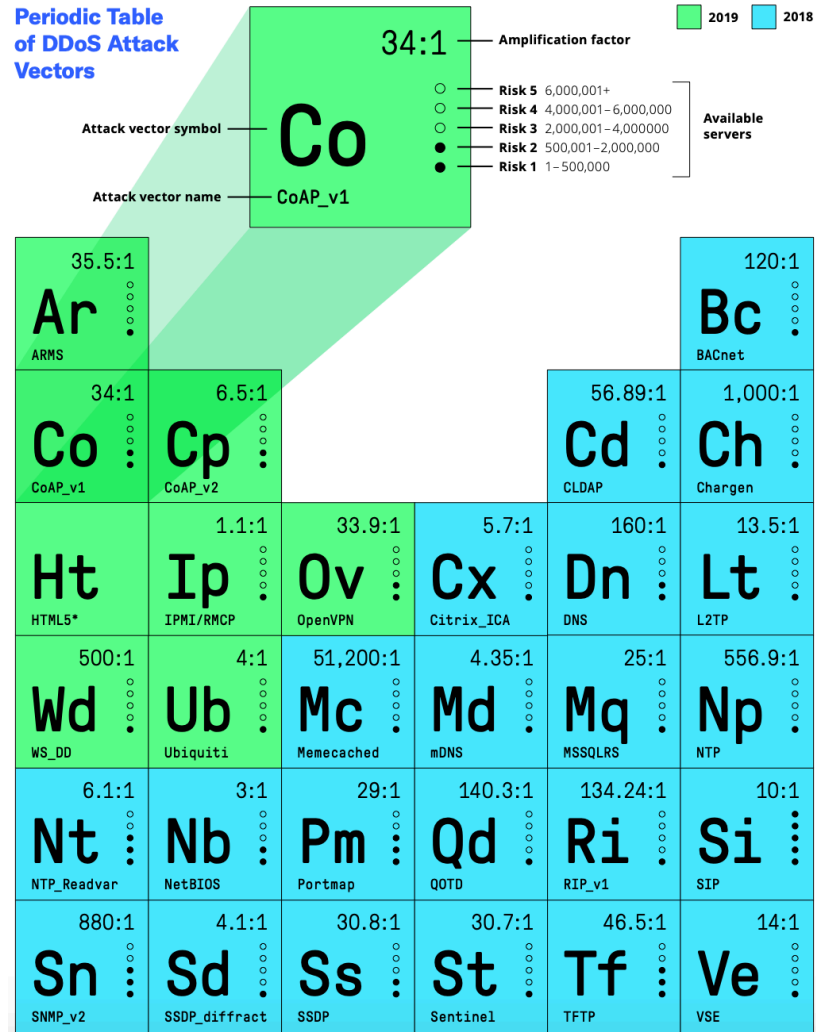 Periodic Table
of DDoS Attack
Vectors
2019
2018
34:1
Amplification factor
Risk 5 6,000,001+
Risk 4 4,000,001–6,000,000
Risk 3 2,000,001–4000000
Risk 2 500,001–2,000,000
Risk 1 1–500,000
Available
servers
Attack vector symbol
Co
Attack vector name
CoAP_v1
35.5:1
Ar
ARMS
120:1
Bc
BACnet
34:1
Co
CoAP_v1
6.5:1
Cp
CoAP_v2
56.89:1
Cd
CLDAP
1,000:1
Ch
Chargen
Ht
HTML5*
1.1:1
Ip
IPMI/RMCP
33.9:1
Ov
OpenVPN
5.7:1
Cx
Citrix_ICA
160:1
Dn
DNS
13.5:1
Lt
L2TP
500:1
Wd
WS_DD
4:1
Ub
Ubiquiti
51,200:1
Mc
Memecached
4.35:1
Md
mDNS
25:1
Mq
MSSQLRS
556.9:1
Np
NTP
6.1:1
Nt
NTP_Readvar
3:1
Nb
NetBIOS
29:1
Pm
Portmap
140.3:1
Qd
QOTD
134.24:1
Ri
RIP_v1
10:1
Si
SIP
880:1
Sn
SNMP_v2
4.1:1
Sd
SSDP_diffract
30.8:1
Ss
SSDP
30.7:1
St
Sentinel
46.5:1
Tf
TFTP
14:1
Ve
VSE